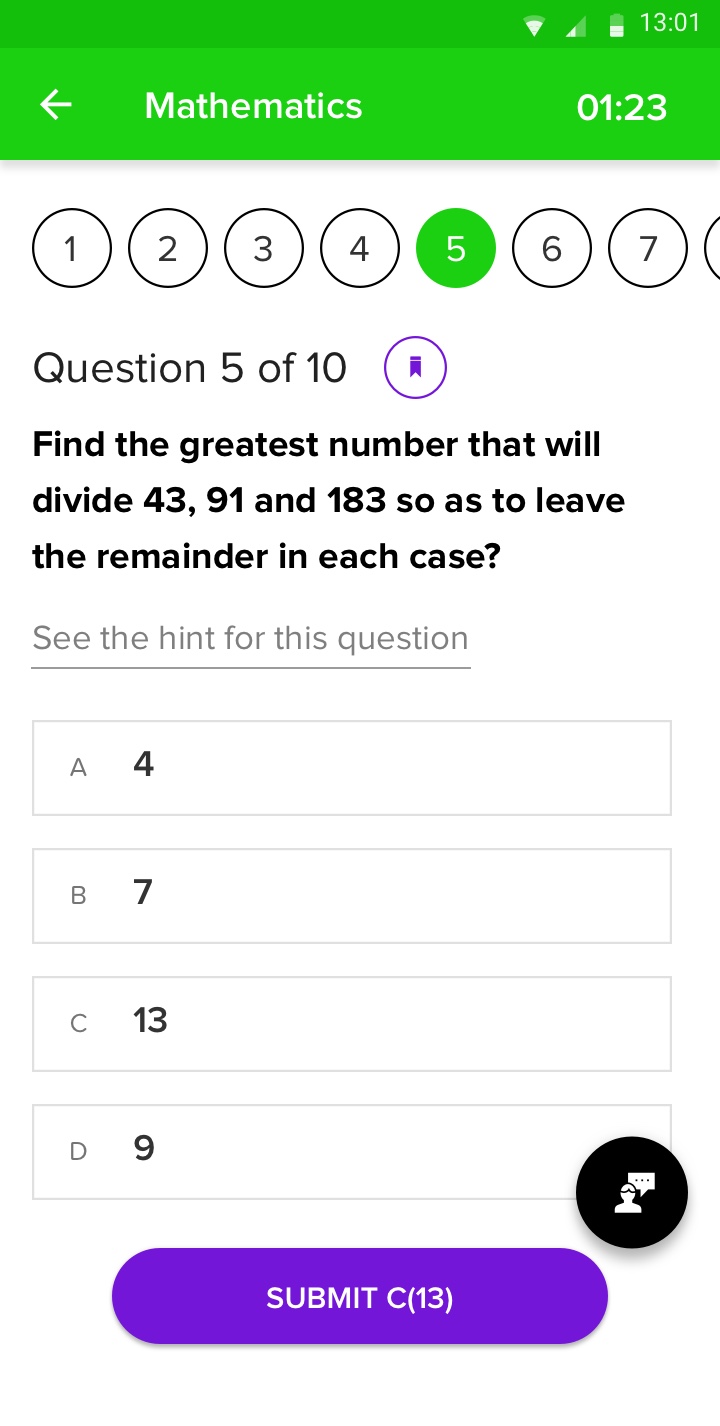 13:01
Mathematics 01:23
1 2 3 4 5 6 7
Question 5 of 10
Find the greatest number that will
divide 43, 91 and 183 so as to leave
the remainder in each case?
See the hint for this question
A 4
B 7
C 13
D 9
SUBMIT C(13)